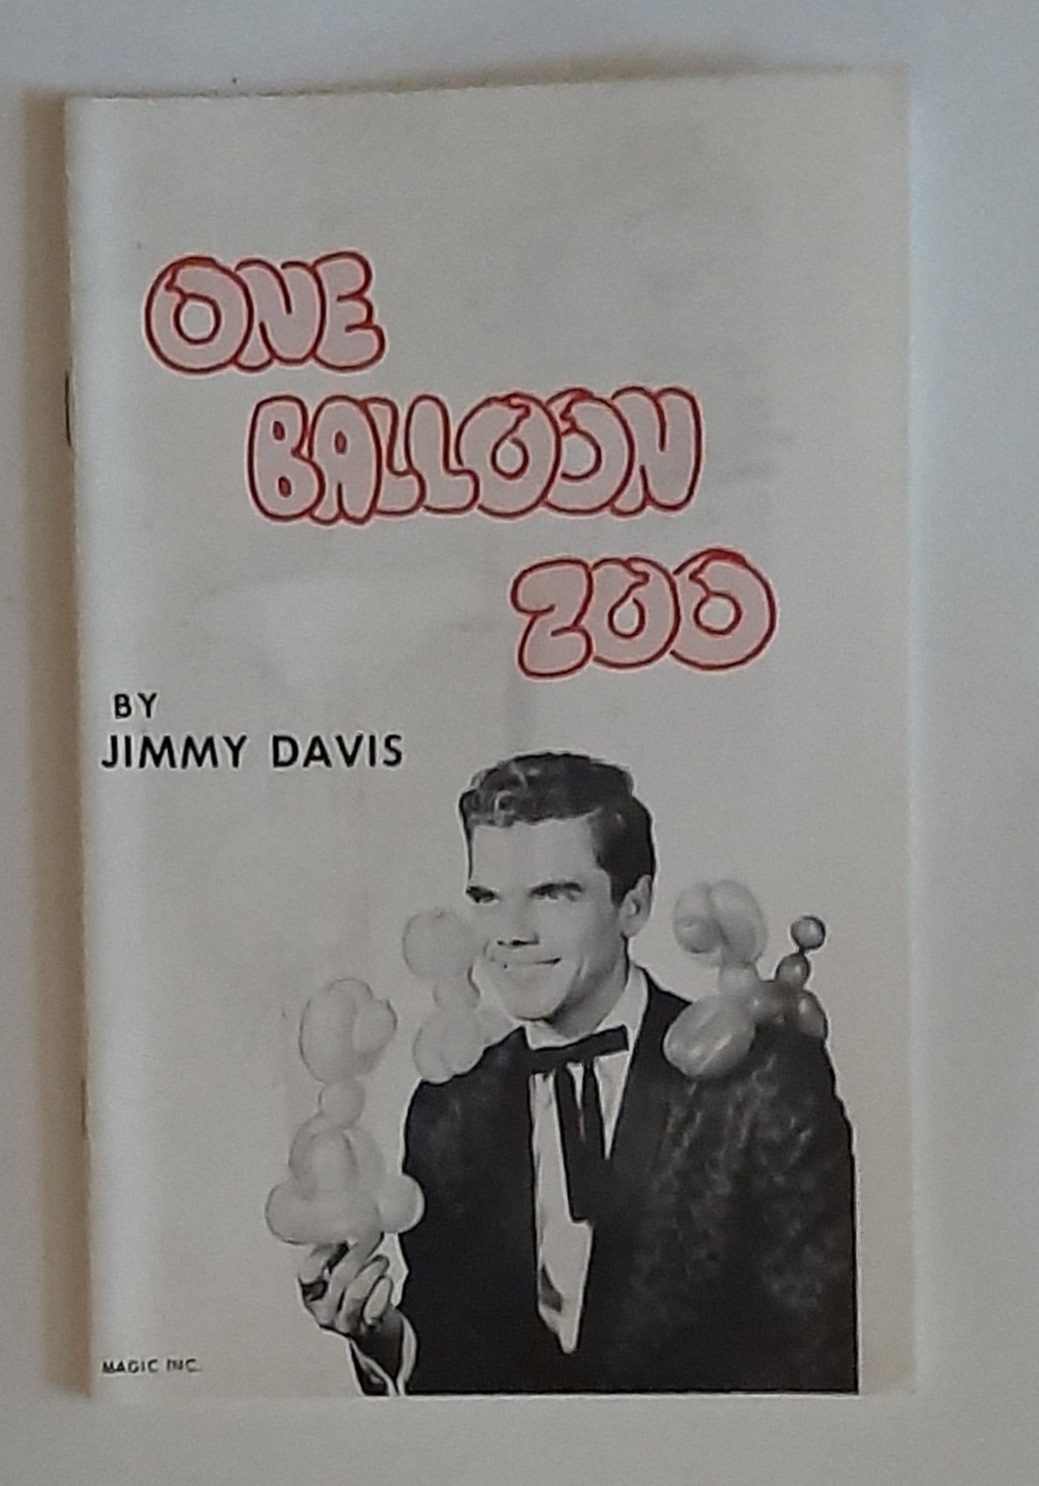 ONE
BALLOON
ZOO
BY
JIMMY DAVIS
MAGIC INC.